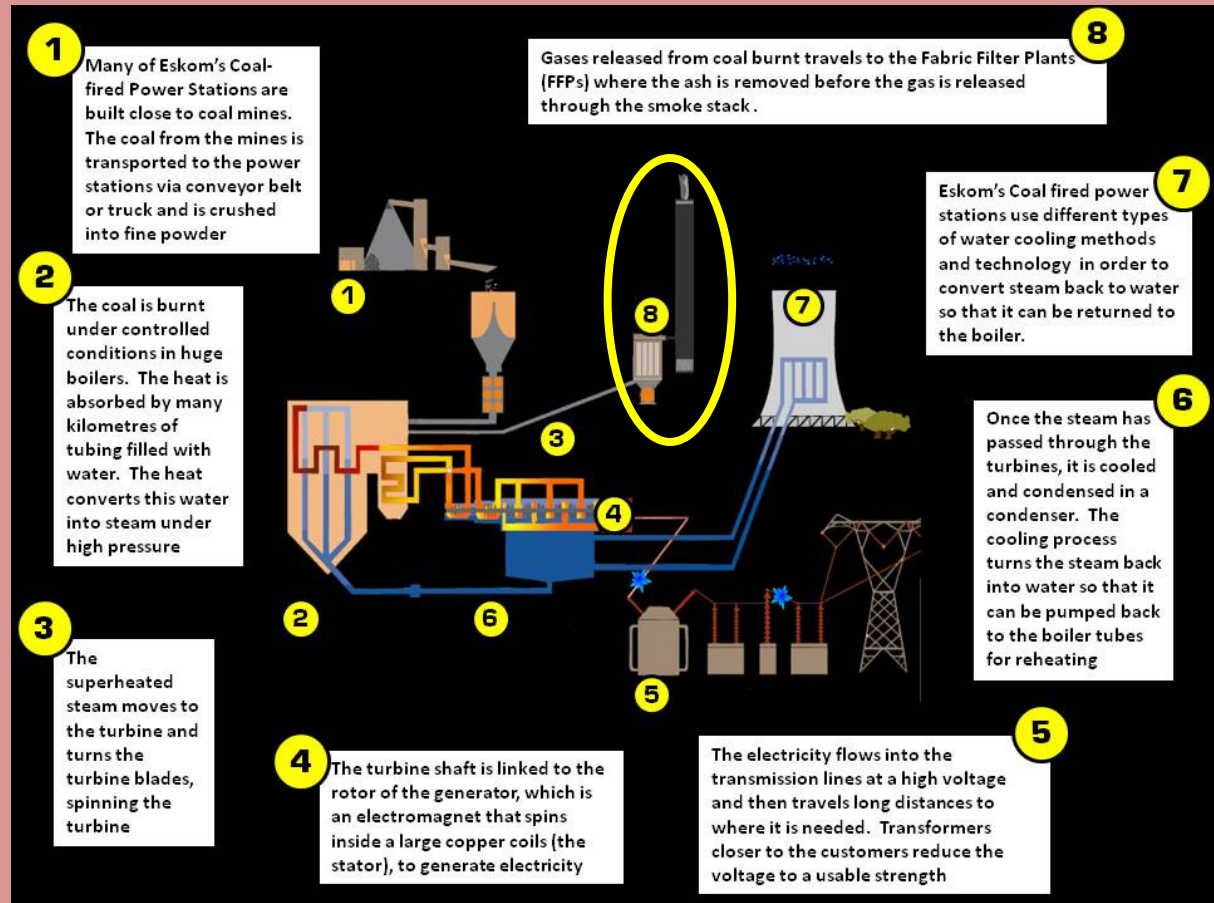 1
Many of Eskom's Coal-
fired Power Stations are
built close to coal mines.
The coal from the mines is
transported to the power
stations via conveyor belt
or truck and is crushed
into fine powder
2
The coal is burnt
under controlled
conditions in huge
boilers. The heat is
absorbed by many
kilometres of
tubing filled with
water. The heat
converts this water
into steam under
high pressure
3
The
superheated
steam moves to
the turbine and
turns the
turbine blades,
spinning the
turbine
4
The turbine shaft is linked to the
rotor of the generator, which is
an electromagnet that spins
inside a large copper coils (the
stator), to generate electricity
5
The electricity flows into the
transmission lines at a high voltage
and then travels long distances to
where it is needed. Transformers
closer to the customers reduce the
voltage to a usable strength
6
Once the steam has
passed through the
turbines, it is cooled
and condensed in a
condenser. The
cooling process
turns the steam back
into water so that it
can be pumped back
to the boiler tubes
for reheating
7
Eskom's Coal fired power
stations use different types
of water cooling methods
and technology in order to
convert steam back to water
so that it can be returned to
the boiler.
8
Gases released from coal burnt travels to the Fabric Filter Plants
(FFPs) where the ash is removed before the gas is released
through the smoke stack .
1
8
7
3
4
2
6
5